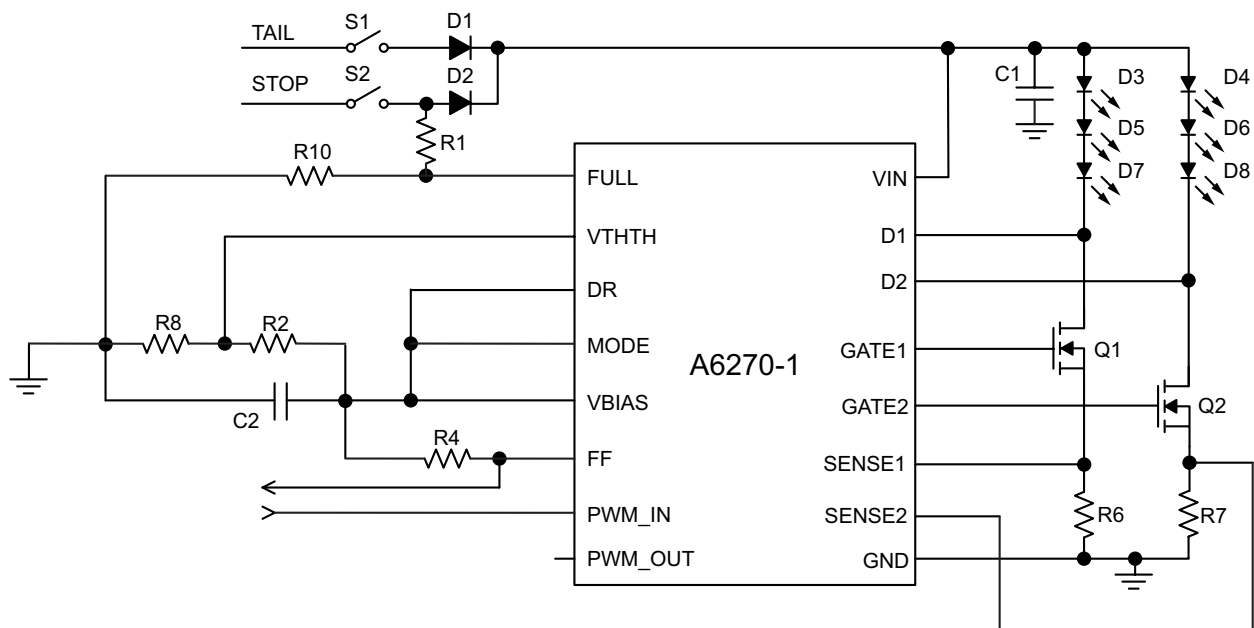 TAIL
S1
D1
STOP
S2
D2
R1
R10
C1
D3
D4
D5
D6
D7
D8
FULL
VIN
VTHTH
D1
DR
D2
R8
R2
MODE
A6270-1
GATE1
Q1
C2
VBIAS
GATE2
Q2
R4
FF
SENSE1
PWM_IN
SENSE2
R6
R7
PWM_OUT
GND